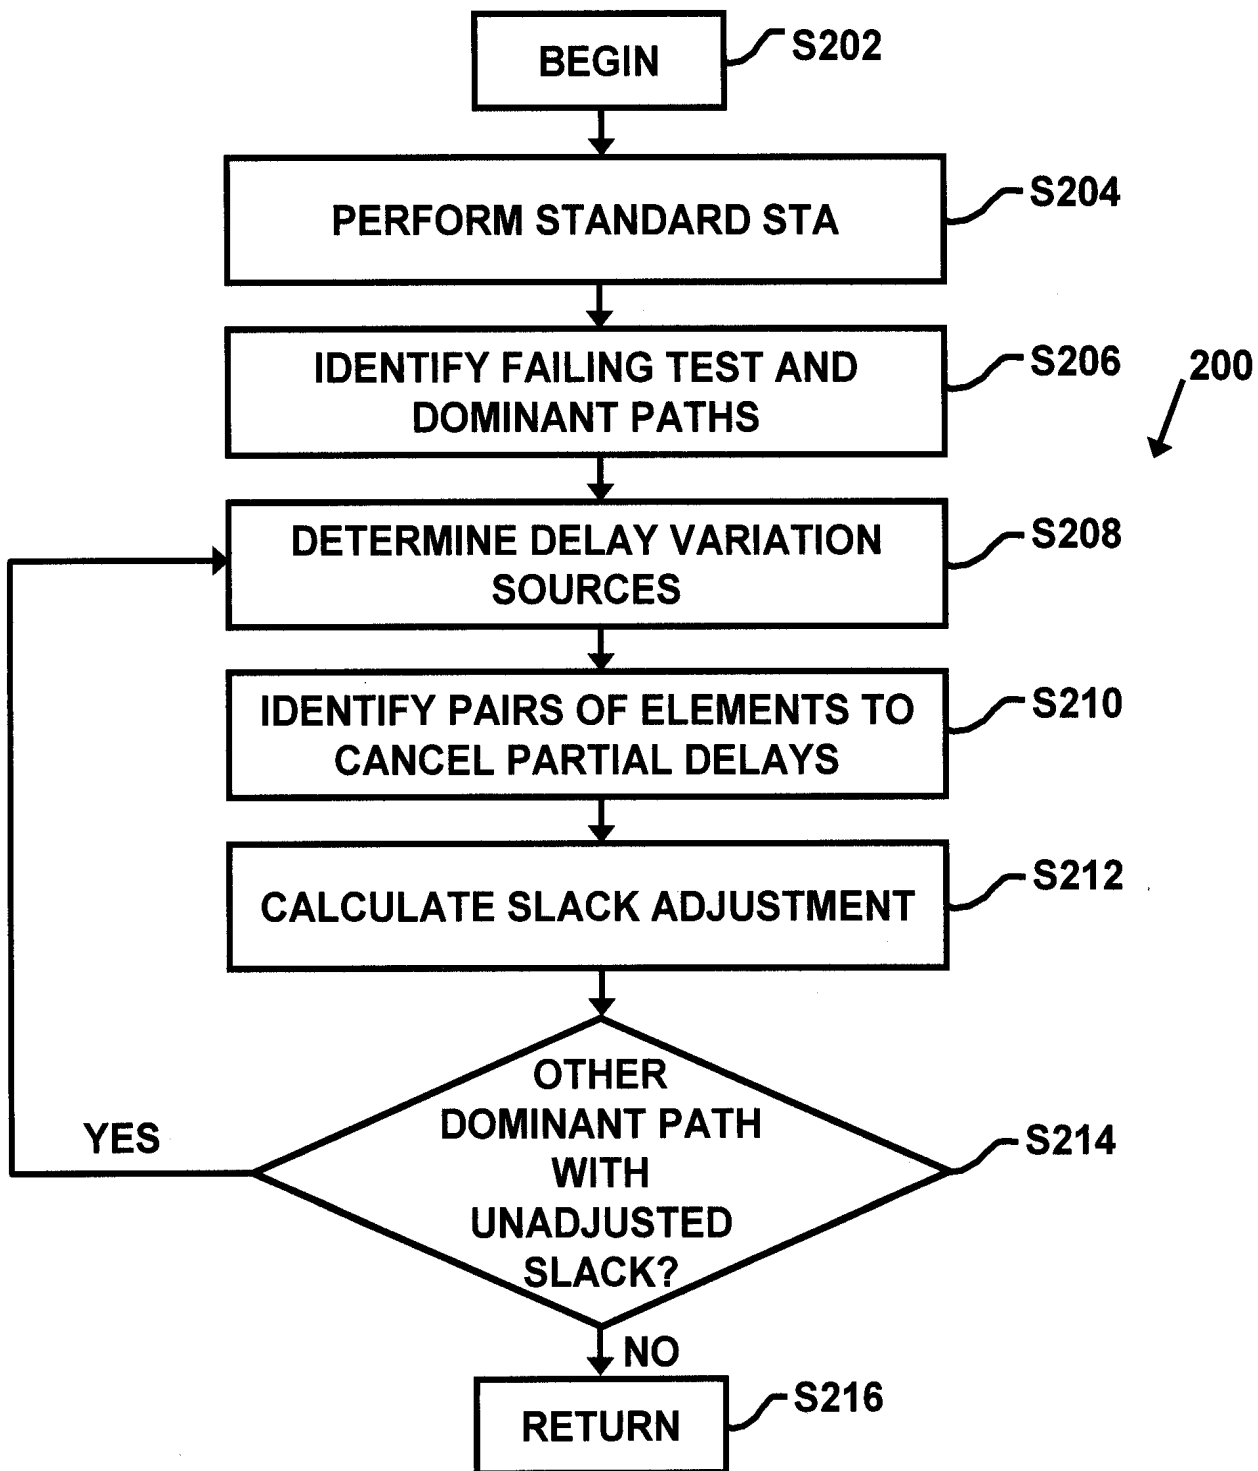 BEGIN
S202
PERFORM STANDARD STA
S204
IDENTIFY FAILING TEST AND
DOMINANT PATHS
S206
200
DETERMINE DELAY VARIATION
SOURCES
S208
IDENTIFY PAIRS OF ELEMENTS TO
CANCEL PARTIAL DELAYS
S210
CALCULATE SLACK ADJUSTMENT
S212
OTHER
DOMINANT PATH
WITH
UNADJUSTED
SLACK?
S214
YES
NO
RETURN
S216